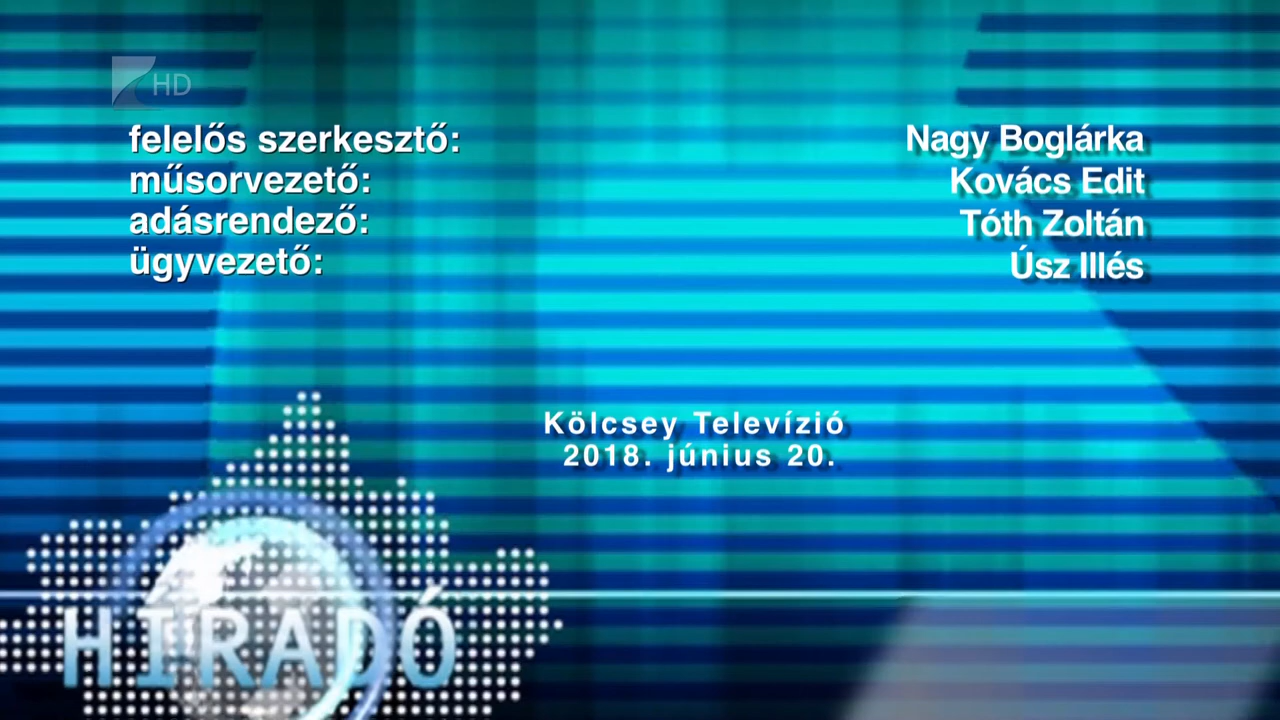 HD
felelős szerkesztő: Nagy Boglárka
műsorvezető: Kovács Edit
adásrendező: Tóth Zoltán
ügyvezető: Úsz Illés
Kölcsey Televízió
2018. június 20.
HÍRADÓ